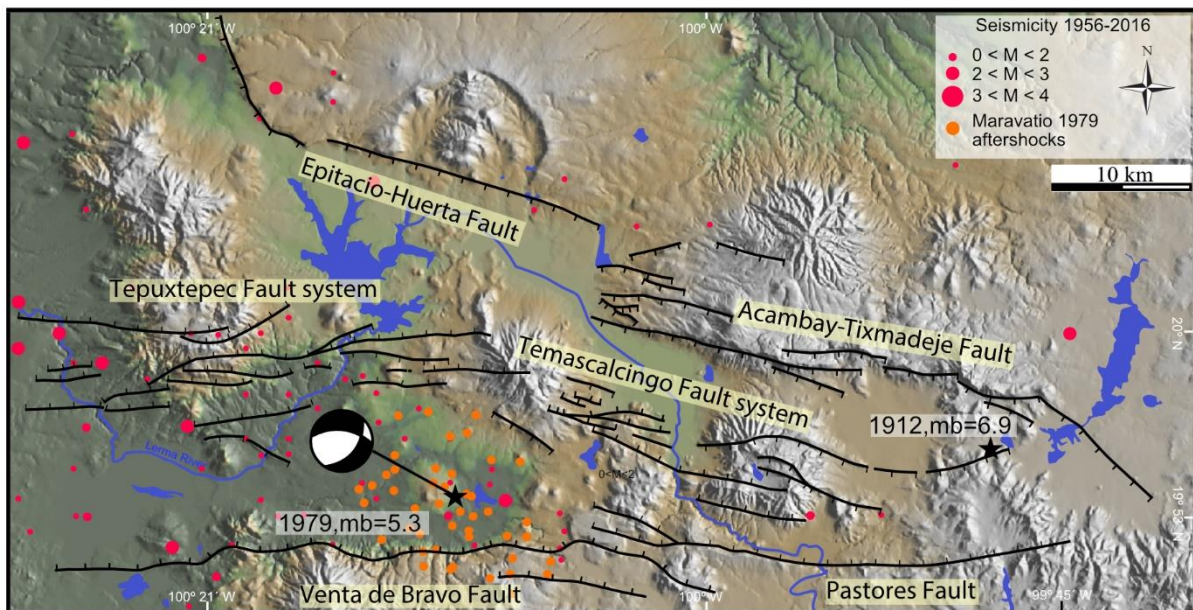 100º 21' W
100º W
Seismicity 1956-2016
0 < M < 2
2 < M < 3
3 < M < 4
Maravatio 1979
aftershocks
N
10 km
Epitacio-Huerta Fault
Tepuxtepec Fault system
Acambay-Tixmadeje Fault
20º N
Temascalcingo Fault system
1912,mb=6.9
Lerma River
0<M<2
1979,mb=5.3
19º 53' N
Venta de Bravo Fault
Pastores Fault
100º 21' W
100º W
99º 45' W